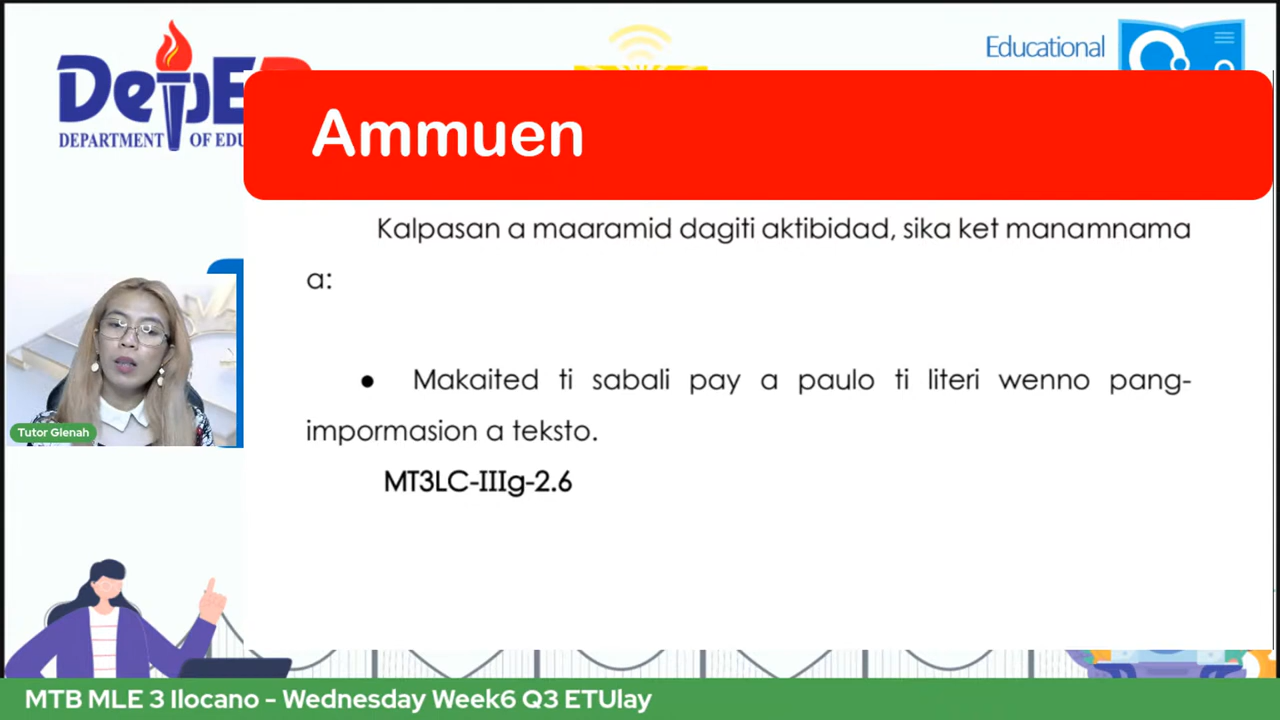 DepE
DEPARTMENT OF EDU
Educational
Ammuen
Kalpasan a maaramid dagiti aktibidad, sika ket manamnama
a:
● Makaited ti sabali pay a paulo ti literi wenno pang-
impormasion a teksto.
MT3LC-IIIg-2.6
Tutor Glenah
MTB MLE 3 Ilocano - Wednesday Week6 Q3 ETUlay